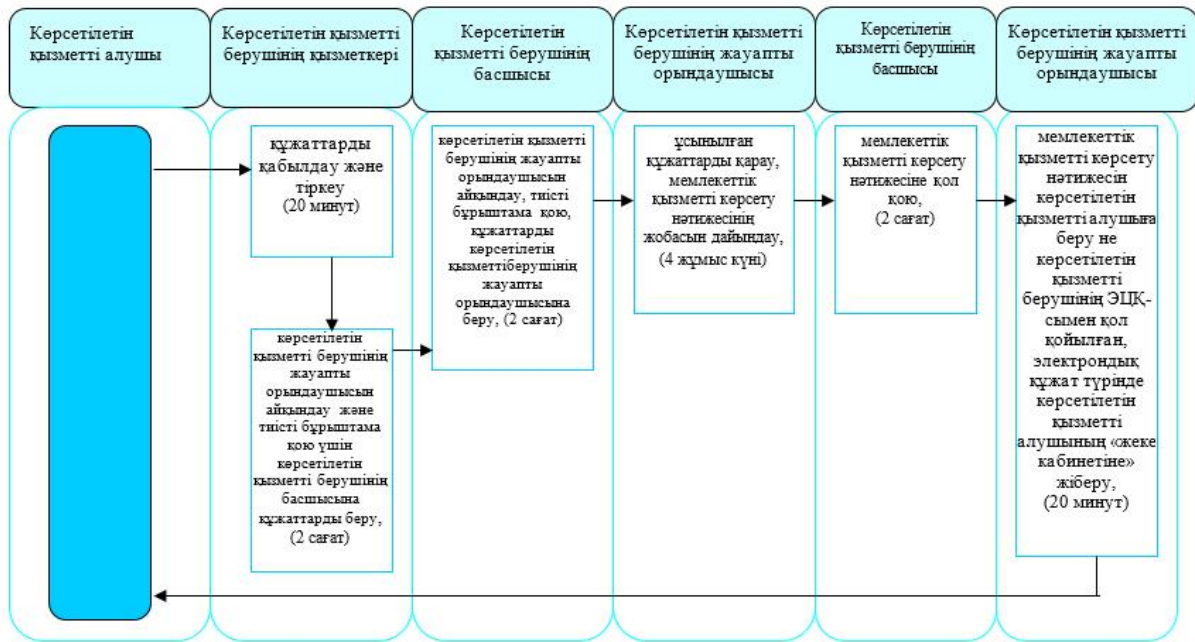 Көрсетілетін
қызметті алушы
Көрсетілетін қызметті
берушінің қызметкері
Көрсетілетін
қызметті берушінің
басшысы
Көрсетілетін қызметті
берушінің жауапты
орындаушысы
Көрсетілетін
қызметті берушінің
басшысы
Көрсетілетін қызметті
берушінің жауапты
орындаушысы
құжаттарды
қабылдау және
тіркеу
(20 минут)
көрсетілетін
қызметті берушінің
жауапты
орындаушысын
айқындау және
тиісті бұрыштама
қою үшін
көрсетілетін
қызметті берушінің
басшысына
құжаттарды беру,
(2 сағат)
көрсетілетін қызметті
берушінің жауапты
орындаушысын
айқындау, тиісті
бұрыштама қою,
құжаттарды
көрсетілетін
қызметтіберушінің
жауапты
орындаушысына
беру, (2 сағат)
ұсынылған
құжаттарды қарау,
мемлекеттік
қызметті көрсету
нәтижесінің
жобасын дайындау,
(4 жұмыс күні)
мемлекеттік
қызметті көрсету
нәтижесіне қол
қою,
(2 сағат)
мемлекеттік
қызметті көрсету
нәтижесін
көрсетілетін
қызметті алушыға
беру не
көрсетілетін
қызметті
берушінің ЭЦҚ-
сымен қол
қойылған,
электрондық
құжат түрінде
көрсетілетін
қызметті
алушының «жеке
кабинетіне»
жіберу,
(20 минут)